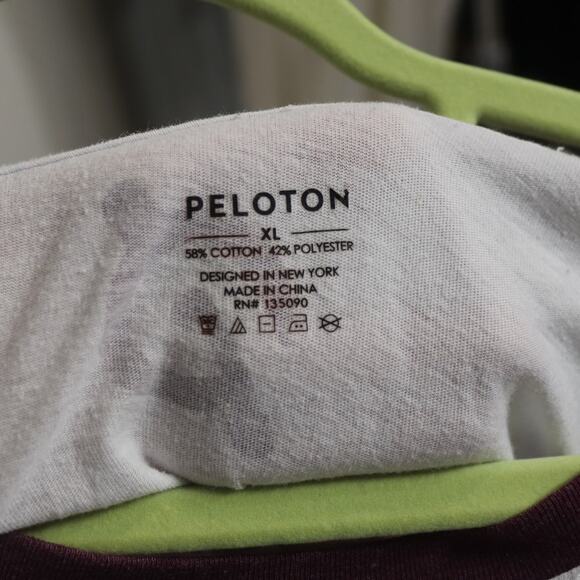 PELOTON
XL
58% COTTON 42% POLYESTER
DESIGNED IN NEW YORK
MADE IN CHINA
RN# 135090